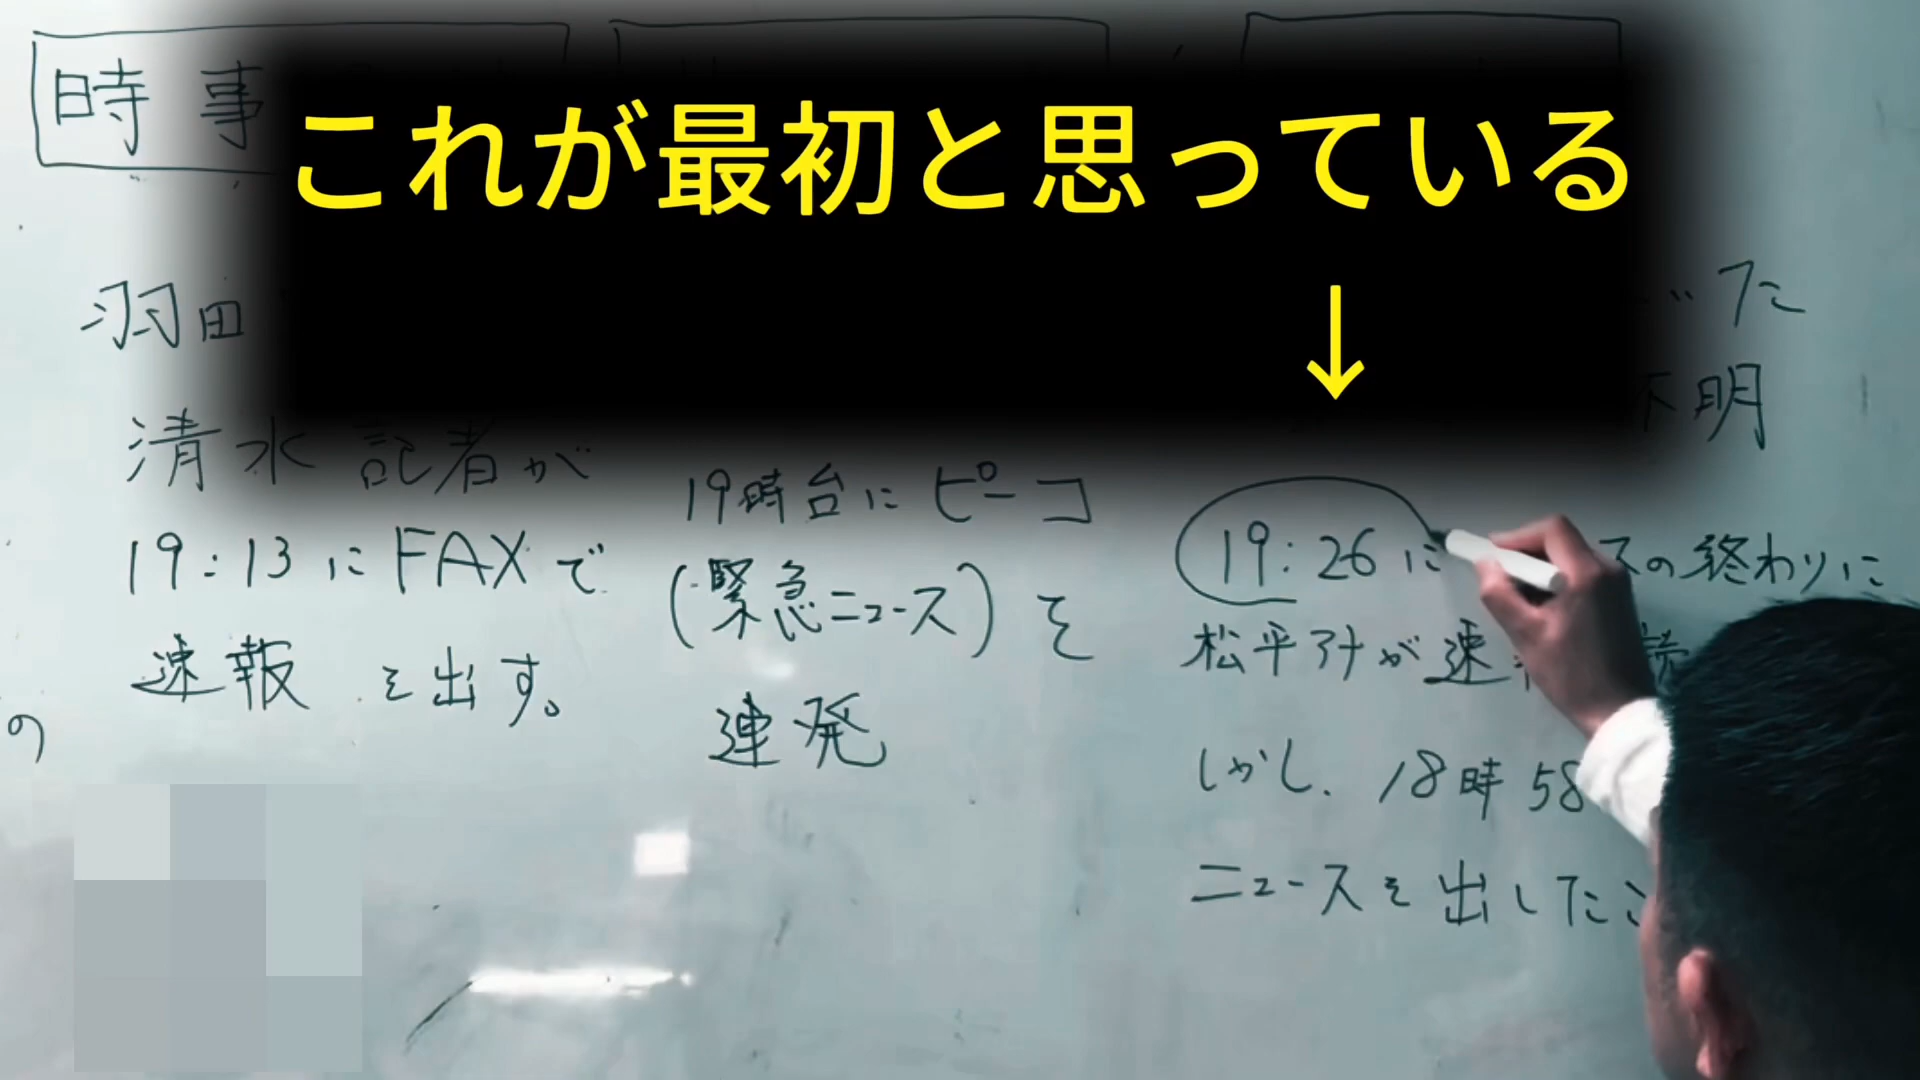 これが最初と思っている
↓
時事
羽田
った
不明
清水記者が
19:13にFAXで
速報を出す。
の
19時台にピーコ
(緊急ニュース)を
連発
19:26に
スの終わりに
松平アナが速
しかし、18時58
ニュースを出したこ